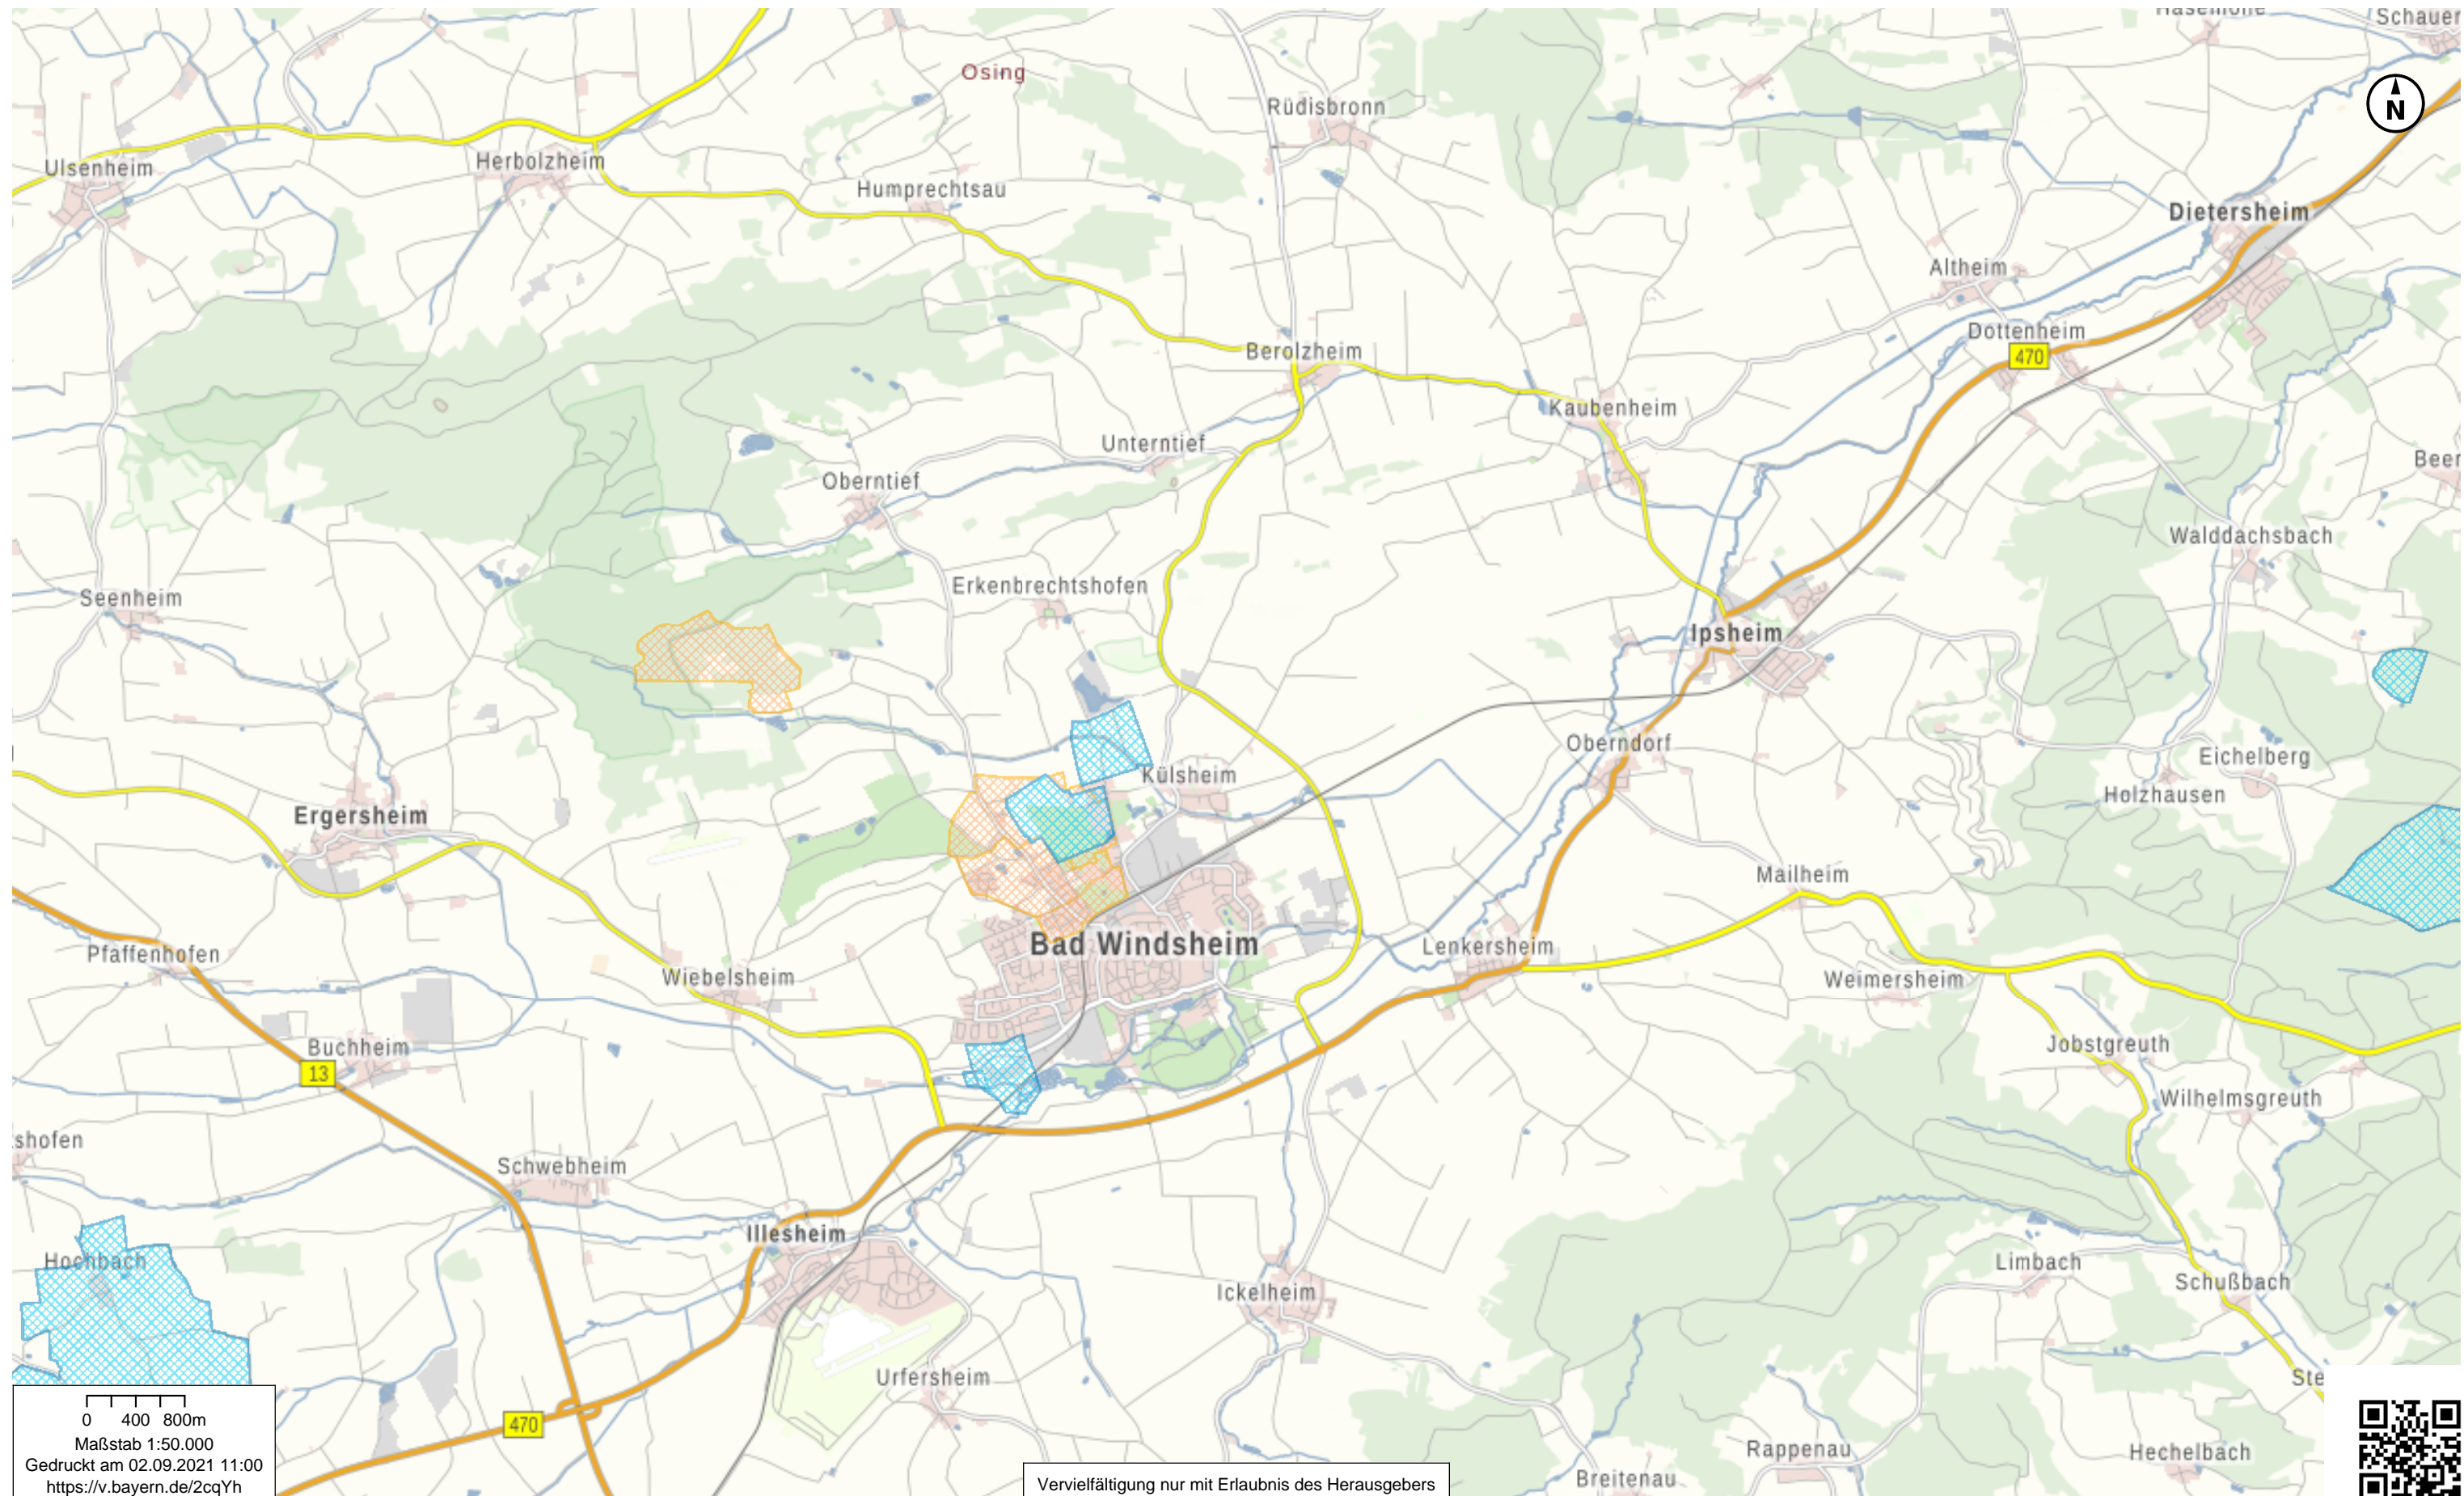 Osing
Rüdisbronn
Ulsenheim
Herbolzheim
Humprechtsau
Dietersheim
Altheim
Dottenheim
470
Berolzheim
Kaubenheim
Unterntief
Oberntief
Beer
Walddachsbach
Erkenbrechtshofen
Seenheim
Ipsheim
Oberndorf
Eichelberg
Külsheim
Holzhausen
Ergersheim
Mailheim
Bad Windsheim
Lenkersheim
Pfaffenhofen
Wiebelsheim
Weimersheim
Buchheim
13
Jobstgreuth
Wilhelmsgreuth
shofen
Schwebheim
Illesheim
Hochbach
Limbach
Schußbach
Ickelheim
Urfersheim
Ste
470
Rappenau
Hechelbach
Breitenau
Schauer
N
0 400 800m
Maßstab 1:50.000
Gedruckt am 02.09.2021 11:00
https://v.bayern.de/2cqYh
Vervielfältigung nur mit Erlaubnis des Herausgebers